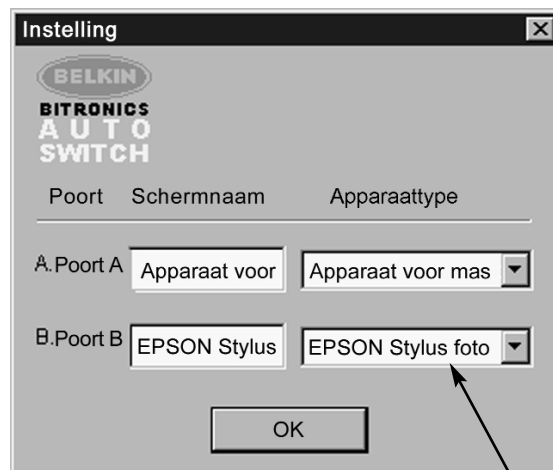 Instelling
BELKIN
BITRONICS
AUTO
SWITCH
Poort Schermnaam Apparaattype
A.Poort A Apparaat voor Apparaat voor mas
B.Poort B EPSON Stylus EPSON Stylus foto
OK